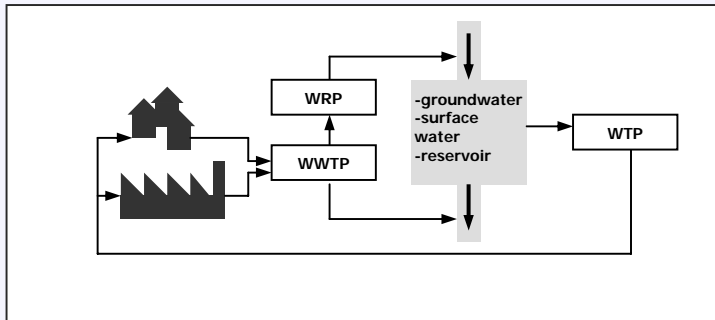 WRP
WWTP
-groundwater
-surface
water
-reservoir
WTP